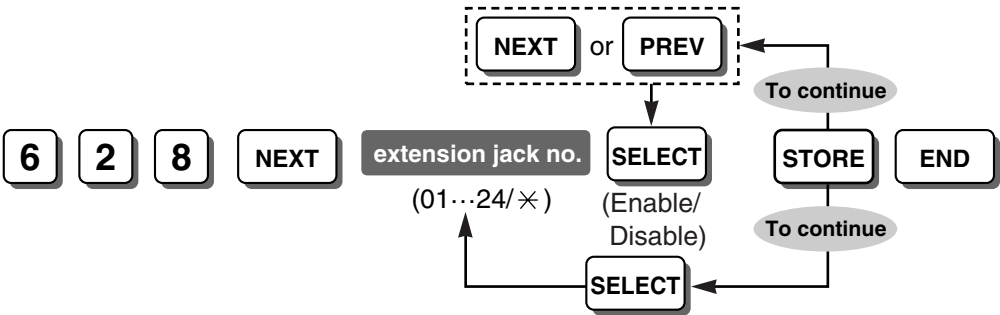 NEXT or PREV
To continue
6 2 8 NEXT extension jack no. SELECT STORE END
(01···24/✳)
(Enable/
Disable)
To continue
SELECT